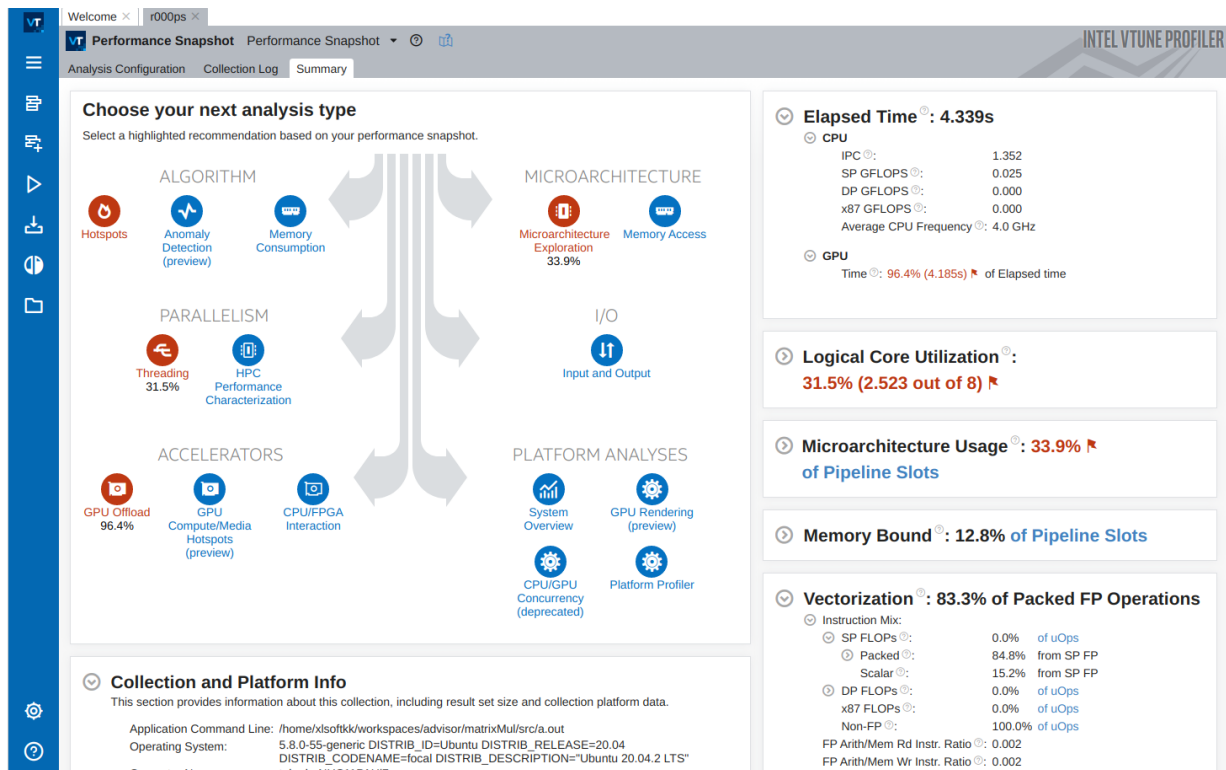 Welcome
r000ps
Performance Snapshot Performance Snapshot
INTEL VTUNE PROFILER
Analysis Configuration Collection Log Summary
Choose your next analysis type
Select a highlighted recommendation based on your performance snapshot.
ALGORITHM
Hotspots
Anomaly
Detection
(preview)
Memory
Consumption
MICROARCHITECTURE
Microarchitecture
Exploration
33.9%
Memory Access
PARALLELISM
Threading
31.5%
HPC
Performance
Characterization
I/O
Input and Output
ACCELERATORS
GPU Offload
96.4%
GPU
Compute/Media
Hotspots
(preview)
CPU/FPGA
Interaction
PLATFORM ANALYSES
System
Overview
GPU Rendering
(preview)
CPU/GPU
Concurrency
(deprecated)
Platform Profiler
Collection and Platform Info
This section provides information about this collection, including result set size and collection platform data.
Application Command Line: /home/xlsoftkk/workspaces/advisor/matrixMul/src/a.out
Operating System: 5.8.0-55-generic DISTRIB_ID=Ubuntu DISTRIB_RELEASE=20.04
DISTRIB_CODENAME=focal DISTRIB_DESCRIPTION="Ubuntu 20.04.2 LTS"
Elapsed Time: 4.339s
CPU
IPC: 1.352
SP GFLOPS: 0.025
DP GFLOPS: 0.000
x87 GFLOPS: 0.000
Average CPU Frequency: 4.0 GHz
GPU
Time: 96.4% (4.185s) of Elapsed time
Logical Core Utilization:
31.5% (2.523 out of 8)
Microarchitecture Usage: 33.9%
of Pipeline Slots
Memory Bound: 12.8% of Pipeline Slots
Vectorization: 83.3% of Packed FP Operations
Instruction Mix:
SP FLOPs: 0.0% of uOps
Packed: 84.8% from SP FP
Scalar: 15.2% from SP FP
DP FLOPs: 0.0% of uOps
x87 FLOPs: 0.0% of uOps
Non-FP: 100.0% of uOps
FP Arith/Mem Rd Instr. Ratio: 0.002
FP Arith/Mem Wr Instr. Ratio: 0.002